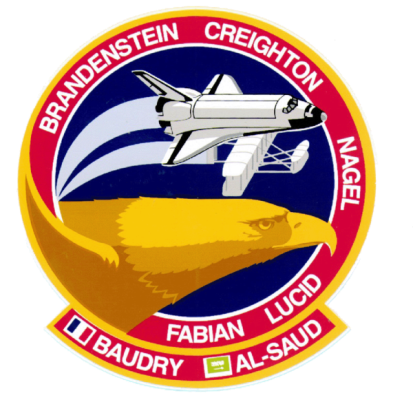 BRANDENSTEIN CREIGHTON NAGEL
FABIAN LUCID
BAUDRY AL-SAUD